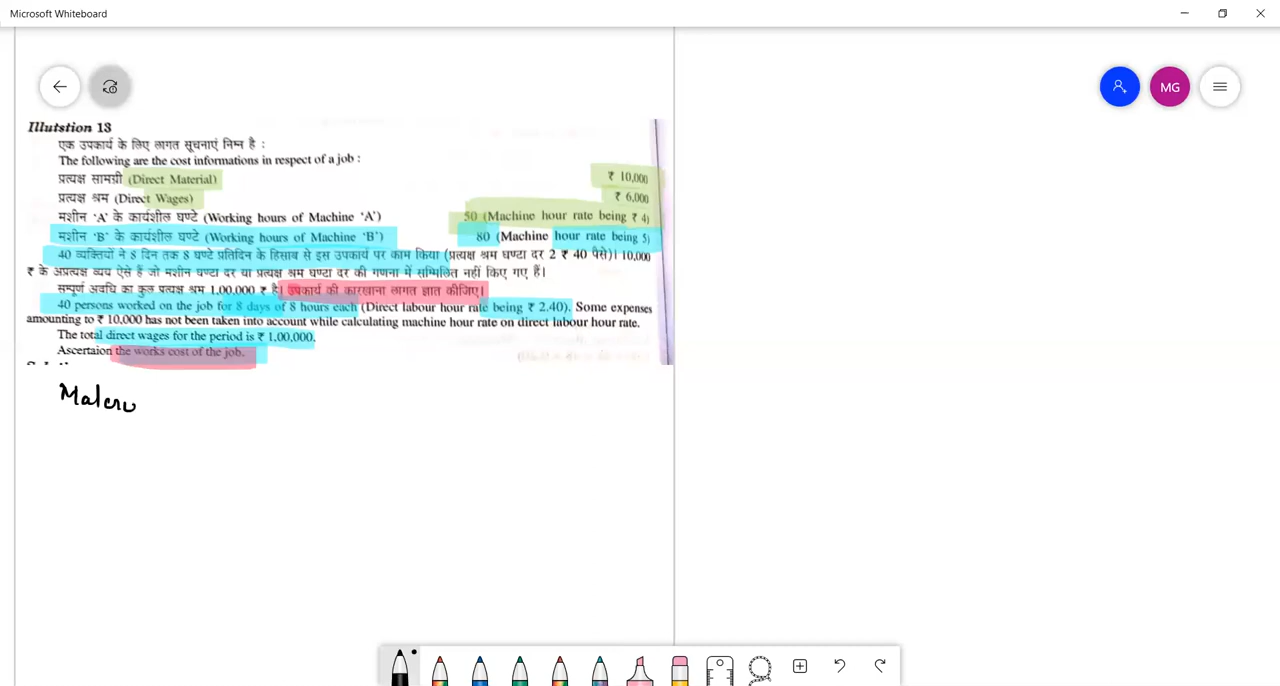 Microsoft Whiteboard
MG
Illutstion 13
एक उपकार्य के लिए लागत सूचनाएं निम्न है :
The following are the cost informations in respect of a job :
प्रत्यक्ष सामग्री (Direct Material) ₹ 10,000
प्रत्यक्ष श्रम (Direct Wages) ₹ 6,000
मशीन 'A' के कार्यशील घण्टे (Working hours of Machine 'A') 50 (Machine hour rate being ₹ 4)
मशीन 'B' के कार्यशील घण्टे (Working hours of Machine 'B') 80 (Machine hour rate being 5)
40 व्यक्तियों ने 8 दिन तक 8 घण्टे प्रतिदिन के हिसाब से इस उपकार्य पर काम किया (प्रत्यक्ष श्रम घण्टा दर 2 ₹ 40 पैसे)। 10,000
₹ के अप्रत्यक्ष व्यय ऐसे हैं जो मशीन घण्टा दर या प्रत्यक्ष श्रम घण्टा दर की गणना में सम्मिलित नहीं किए गए हैं।
सम्पूर्ण अवधि का कुल प्रत्यक्ष श्रम 1,00,000 ₹ है। उपकार्य की कारखाना लागत ज्ञात कीजिए।
40 persons worked on the job for 8 days of 8 hours each (Direct labour hour rate being ₹ 2.40). Some expenses
amounting to ₹ 10,000 has not been taken into account while calculating machine hour rate on direct labour hour rate.
The total direct wages for the period is ₹ 1,00,000.
Ascertaion the works cost of the job.